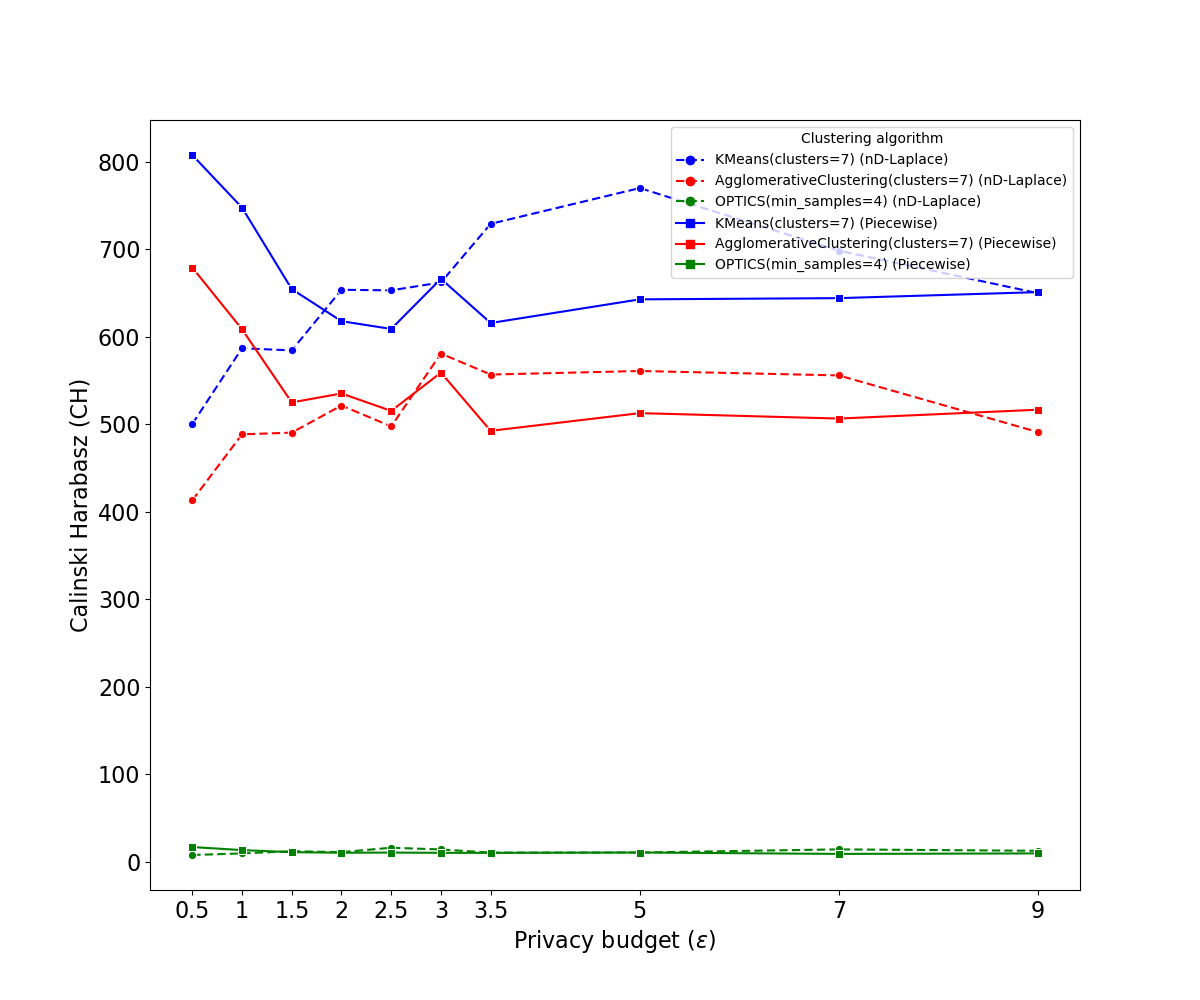 Clustering algorithm
KMeans(clusters=7) (nD-Laplace)
AgglomerativeClustering(clusters=7) (nD-Laplace)
OPTICS(min_samples=4) (nD-Laplace)
KMeans(clusters=7) (Piecewise)
AgglomerativeClustering(clusters=7) (Piecewise)
OPTICS(min_samples=4) (Piecewise)
Calinski Harabasz (CH)
800
700
600
500
400
300
200
100
0
0.5 1 1.5 2 2.5 3 3.5 5 7 9
Privacy budget (ε)